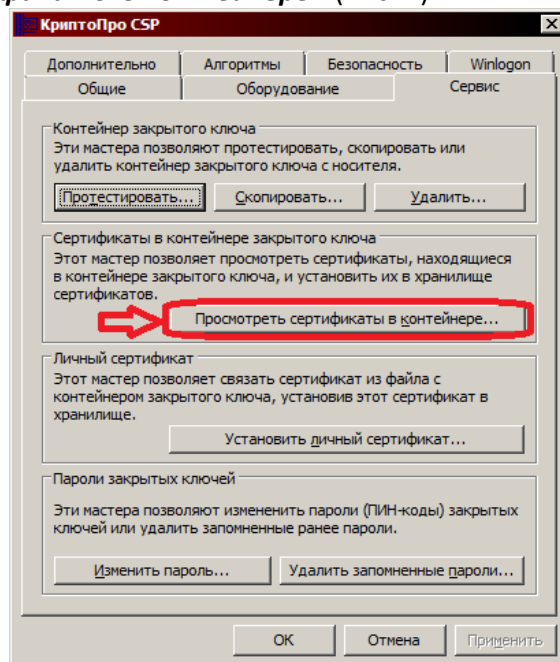 КриптоПро CSP
Дополнительно Алгоритмы Безопасность Winlogon
Общие Оборудование Сервис
Контейнер закрытого ключа
Эти мастера позволяют протестировать, скопировать или
удалить контейнер закрытого ключа с носителя.
Протестировать... Скопировать... Удалить...
Сертификаты в контейнере закрытого ключа
Этот мастер позволяет просмотреть сертификаты, находящиеся
в контейнере закрытого ключа, и установить их в хранилище
сертификатов.
Просмотреть сертификаты в контейнере...
Личный сертификат
Этот мастер позволяет связать сертификат из файла с
контейнером закрытого ключа, установив этот сертификат в
хранилище.
Установить личный сертификат...
Пароли закрытых ключей
Эти мастера позволяют измененить пароли (ПИН-коды) закрытых
ключей или удалить запомненные ранее пароли.
Изменить пароль... Удалить запомненные пароли...
ОК Отмена Применить